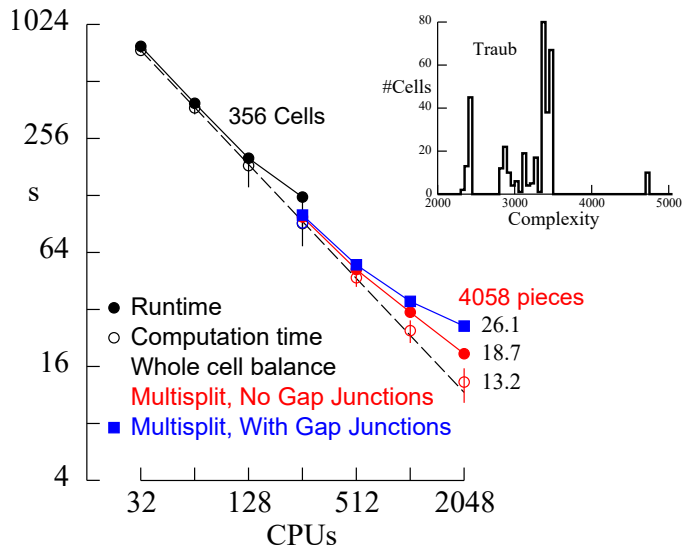 1024
256
s
64
16
4
32
128
512
2048
CPUs
356 Cells
4058 pieces
26.1
18.7
13.2
Runtime
Computation time
Whole cell balance
Multisplit, No Gap Junctions
Multisplit, With Gap Junctions
80
60
40
20
0
#Cells
Traub
2000
3000
4000
5000
Complexity